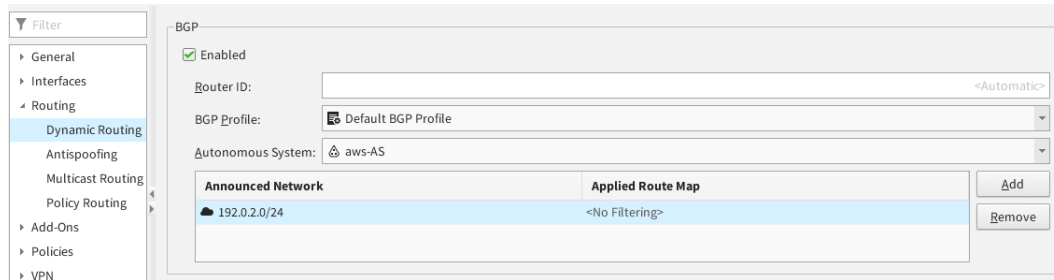 Filter
General
Interfaces
Routing
Dynamic Routing
Antispoofing
Multicast Routing
Policy Routing
Add-Ons
Policies
VPN
BGP
Enabled
Router ID: <Automatic>
BGP Profile: Default BGP Profile
Autonomous System: aws-AS
Announced Network Applied Route Map
192.0.2.0/24 <No Filtering>
Add
Remove